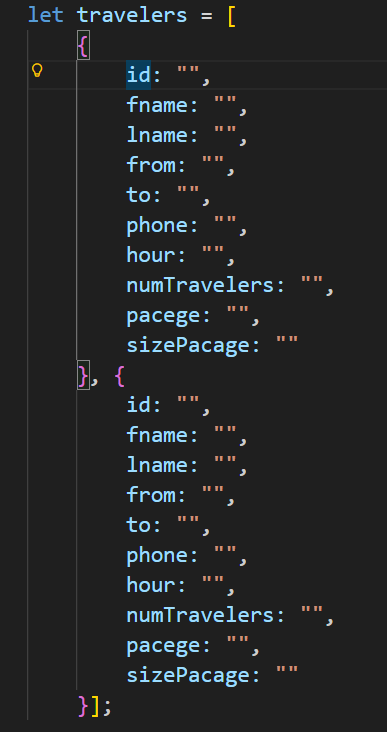 let travelers = [
{
id: "",
fname: "",
lname: "",
from: "",
to: "",
phone: "",
hour: "",
numTravelers: "",
pacege: "",
sizePacage: ""
}, {
id: "",
fname: "",
lname: "",
from: "",
to: "",
phone: "",
hour: "",
numTravelers: "",
pacege: "",
sizePacage: ""
}];